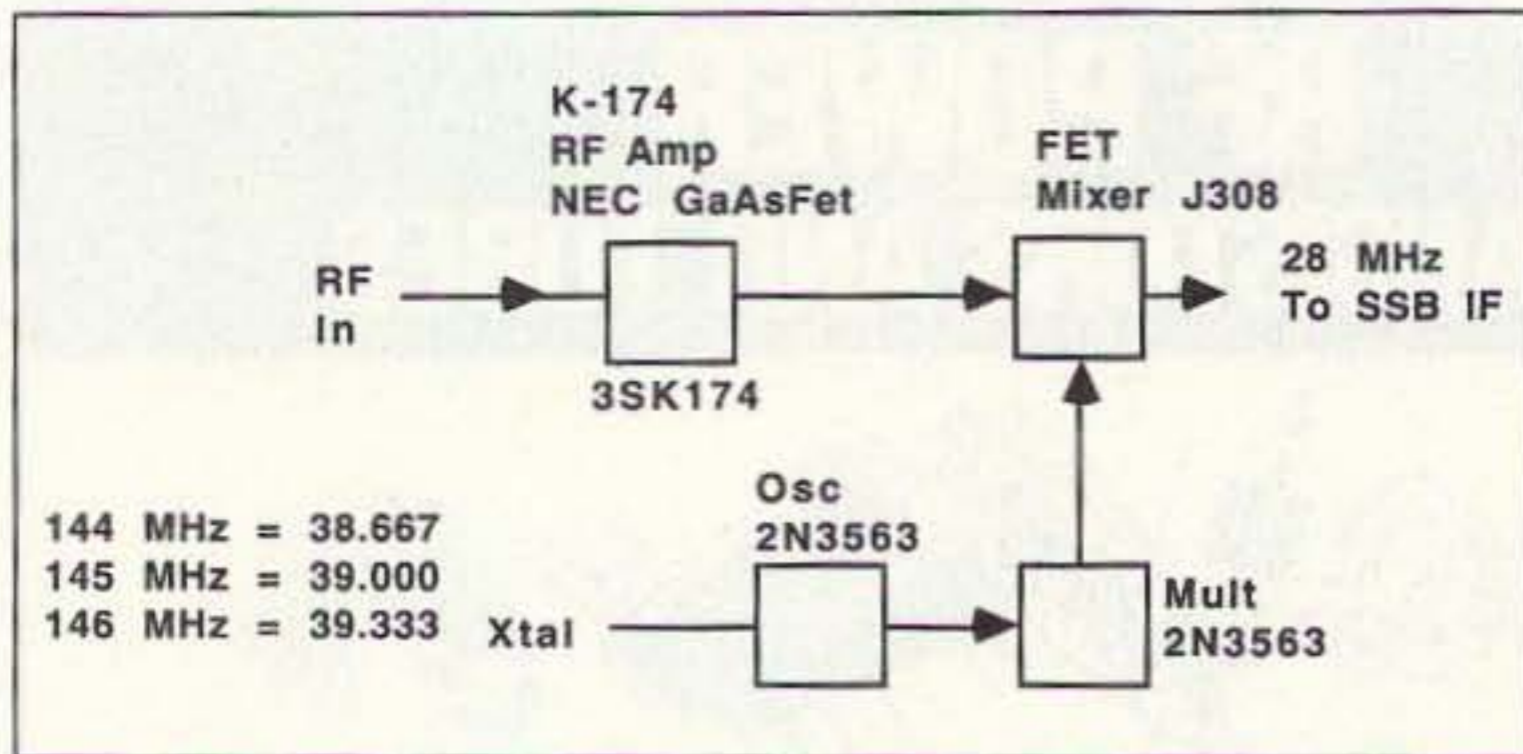 K-174
RF Amp
NEC GaAsFet
FET
Mixer J308
RF
In
28 MHz
To SSB IF
3SK174
144 MHz = 38.667
145 MHz = 39.000
146 MHz = 39.333
Xtal
Osc
2N3563
Mult
2N3563